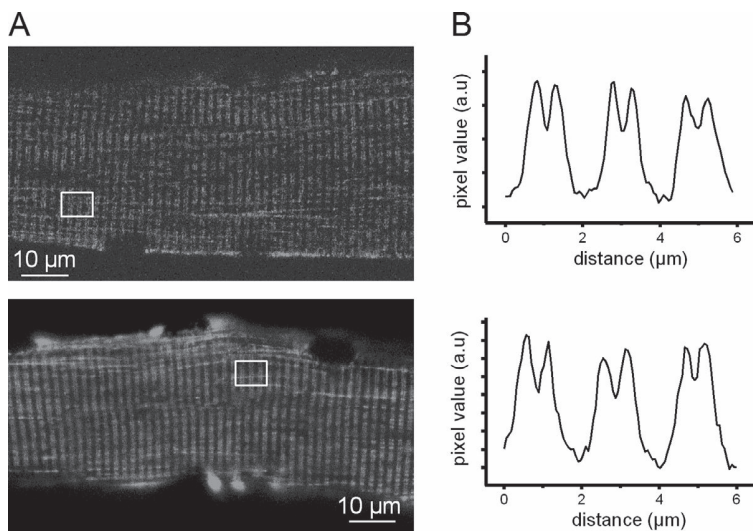 A
B
10 µm
pixel value (a.u)
0 2 4 6
distance (µm)
10 µm
pixel value (a.u)
0 2 4 6
distance (µm)